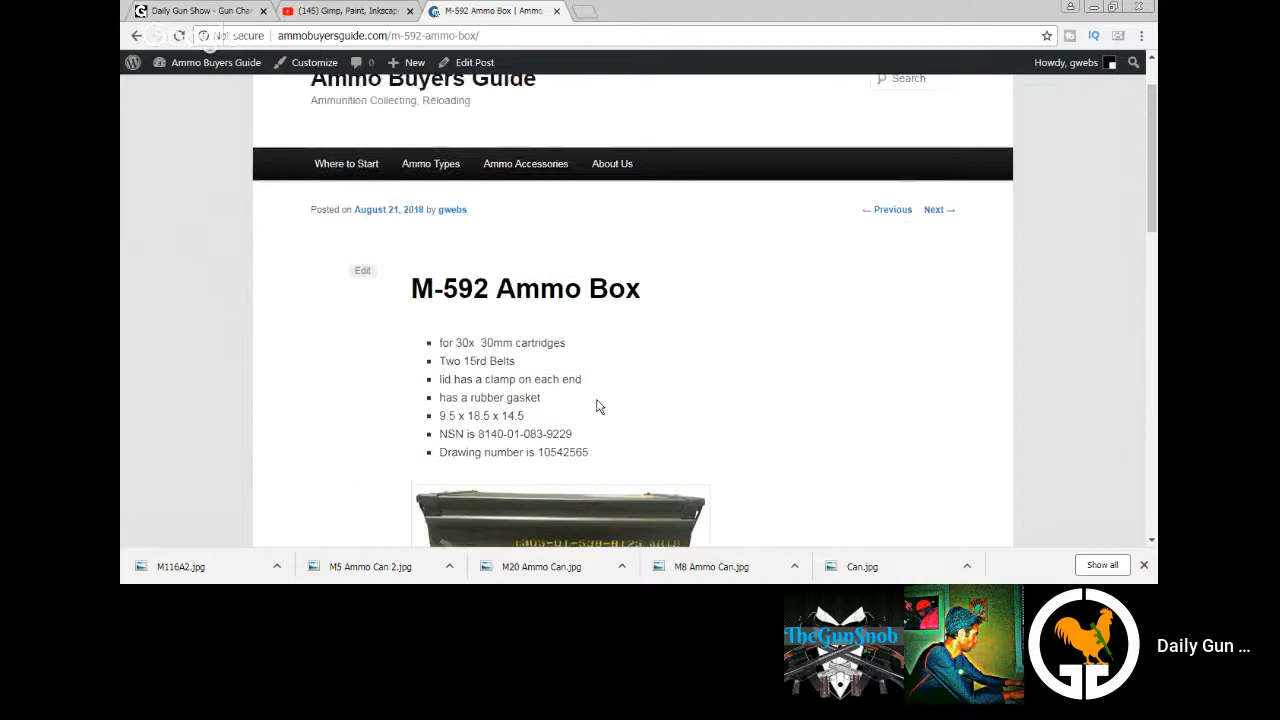 Daily Gun Show - Gun Cha
(145) Gimp, Paint, Inkscape
M-592 Ammo Box | Ammo
Not secure
ammobuyersguide.com/m-592-ammo-box/
Ammo Buyers Guide
Customize
0
New
Edit Post
Howdy, gwebs
Ammo Buyers Guide
Search
Ammunition Collecting, Reloading
Where to Start
Ammo Types
Ammo Accessories
About Us
Posted on August 21, 2018 by gwebs
← Previous
Next →
Edit
M-592 Ammo Box
for 30x 30mm cartridges
Two 15rd Belts
lid has a clamp on each end
has a rubber gasket
9.5 x 18.5 x 14.5
NSN is 8140-01-083-9229
Drawing number is 10542565
M116A2.jpg
M5 Ammo Can 2.jpg
M20 Ammo Can.jpg
M8 Ammo Can.jpg
Can.jpg
Show all
TheGunSnob
Daily Gun ...